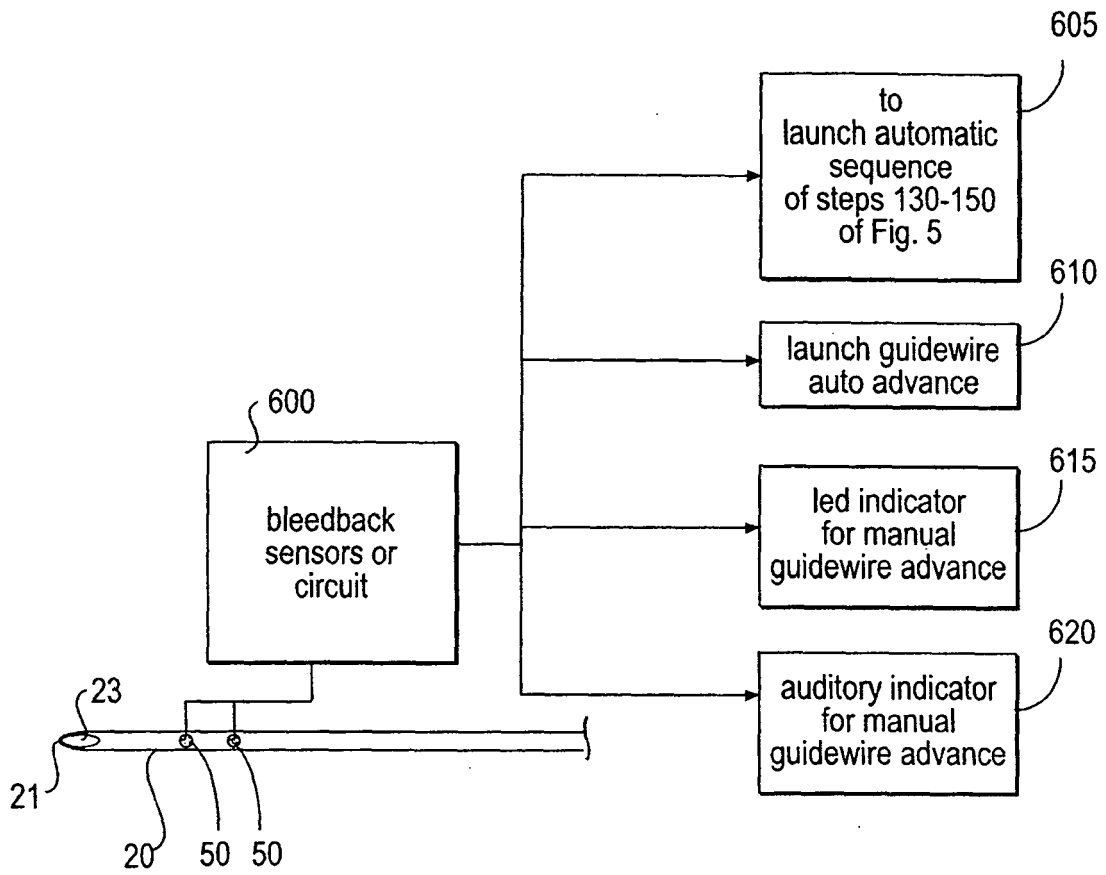 605
to
launch automatic
sequence
of steps 130-150
of Fig. 5
610
launch guidewire
auto advance
600
bleedback
sensors or
circuit
615
led indicator
for manual
guidewire advance
620
auditory indicator
for manual
guidewire advance
23
21
20
50
50